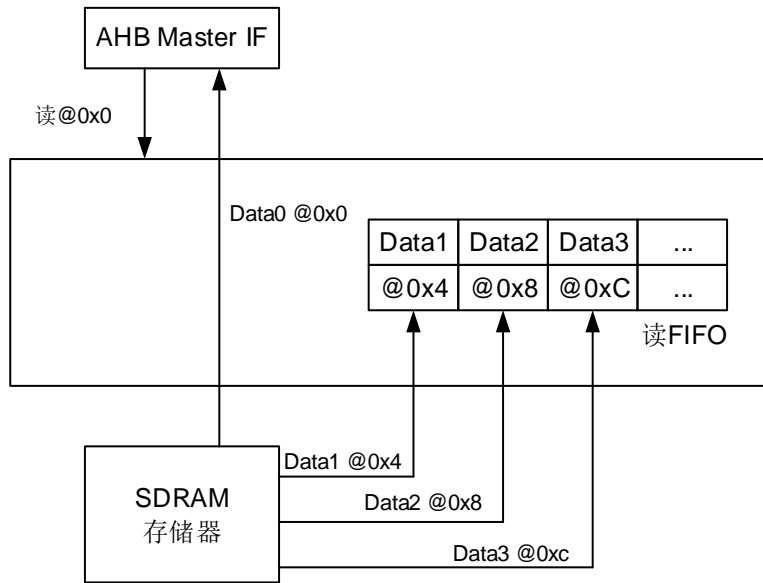 AHB Master IF
读@0x0
Data0 @0x0
Data1 Data2 Data3 ...
@0x4 @0x8 @0xC ...
读FIFO
Data1 @0x4
SDRAM
Data2 @0x8
存储器
Data3 @0xc